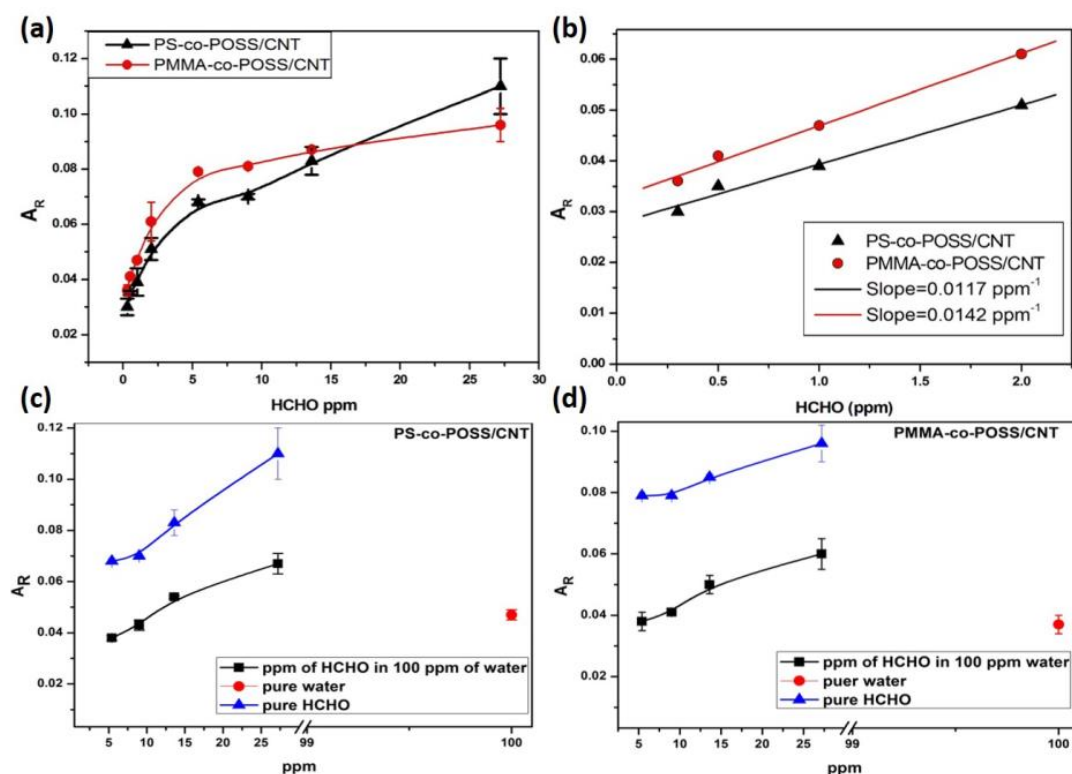 (a)
PS-co-POSS/CNT
PMMA-co-POSS/CNT
0.12
0.10
0.08
0.06
0.04
0.02
A_R
0 5 10 15 20 25 30
HCHO ppm
(b)
0.06
0.05
0.04
0.03
0.02
0.01
0.00
A_R
PS-co-POSS/CNT
PMMA-co-POSS/CNT
Slope=0.0117 ppm⁻¹
Slope=0.0142 ppm⁻¹
0.0 0.5 1.0 1.5 2.0
HCHO (ppm)
(c)
PS-co-POSS/CNT
0.12
0.10
0.08
0.06
0.04
0.02
0.00
A_R
ppm of HCHO in 100 ppm of water
pure water
pure HCHO
5 10 15 20 25 99 100
ppm
(d)
PMMA-co-POSS/CNT
0.10
0.08
0.06
0.04
0.02
0.00
A_R
ppm of HCHO in 100 ppm water
puer water
pure HCHO
5 10 15 20 25 99 100
ppm